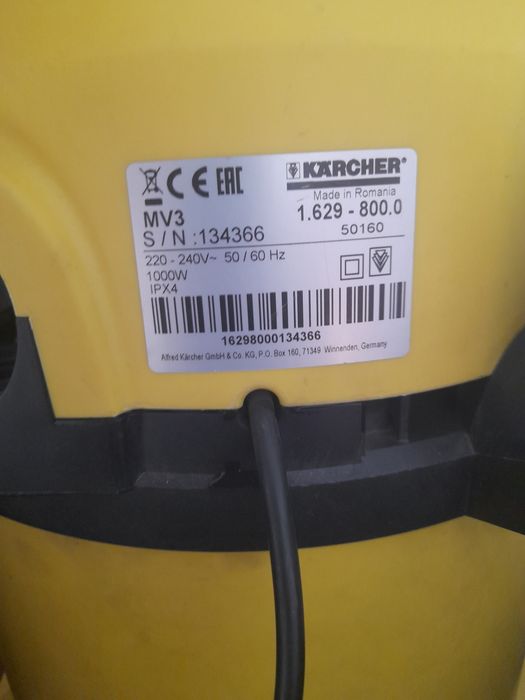 CE EAC
KÄRCHER®
Made in Romania
MV3
1.629 - 800.0
S / N :134366
50160
220 - 240V~ 50 / 60 Hz
1000W
IPX4
16298000134366
Alfred Kärcher GmbH & Co. KG, P.O. Box 160, 71349 Winnenden, Germany